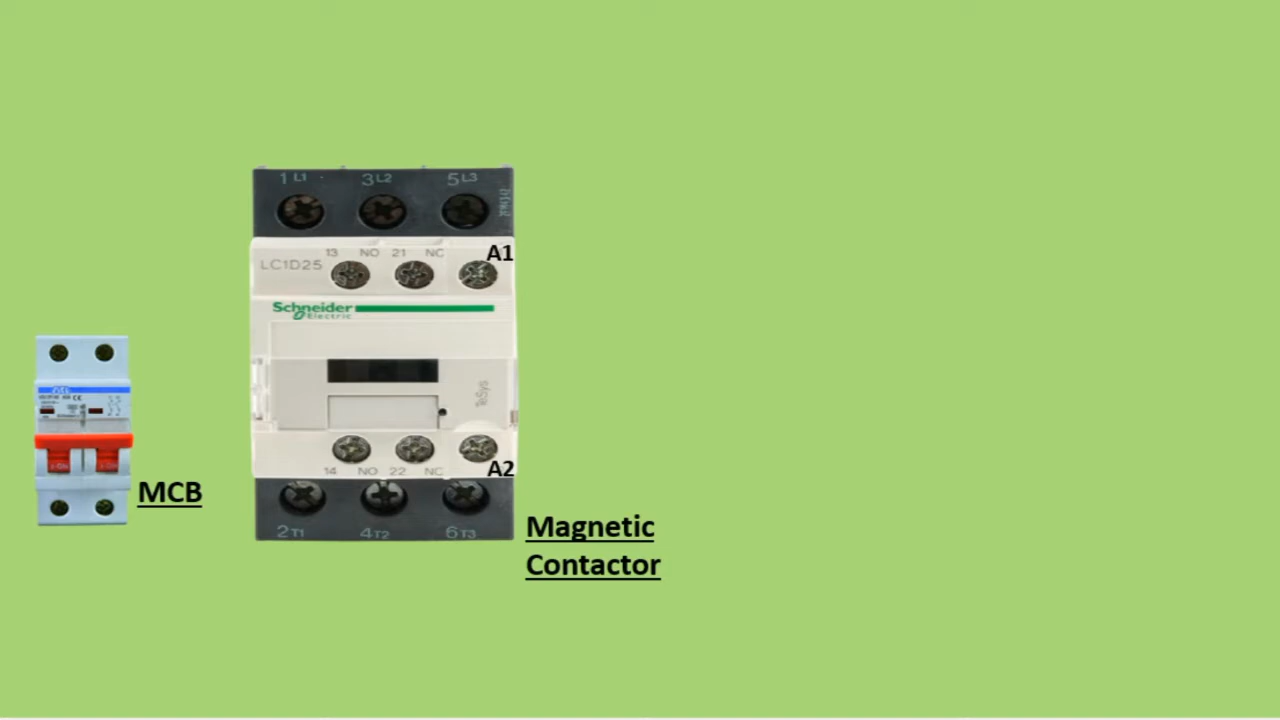 1 L1 3 L2 5 L3
13 NO 21 NC A1
LC1D25
Schneider
Electric
TeSys
14 NO 22 NC A2
2 T1 4 T2 6 T3
MCB
Magnetic
Contactor